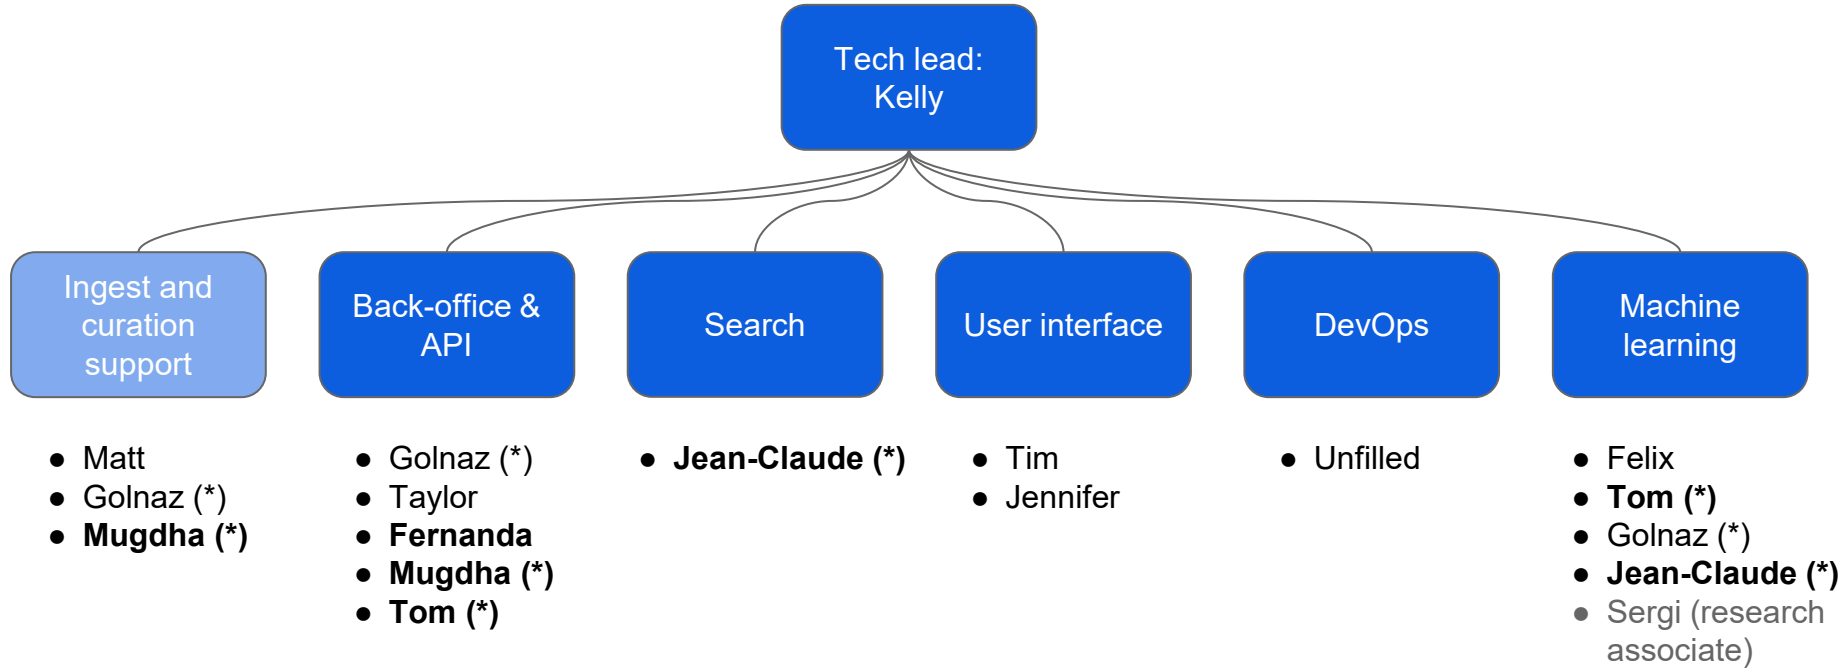 Tech lead:
Kelly
Ingest and
curation
support
Back-office &
API
Search
User interface
DevOps
Machine
learning
● Matt
● Golnaz (*)
● Mugdha (*)
● Golnaz (*)
● Taylor
● Fernanda
● Mugdha (*)
● Tom (*)
● Jean-Claude (*)
● Tim
● Jennifer
● Unfilled
● Felix
● Tom (*)
● Golnaz (*)
● Jean-Claude (*)
● Sergi (research
associate)